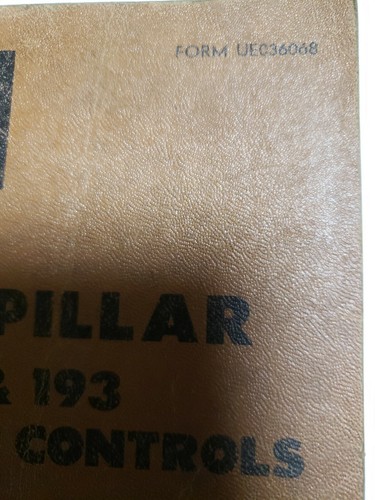 FORM UE036068
PILLAR
& 193
CONTROLS